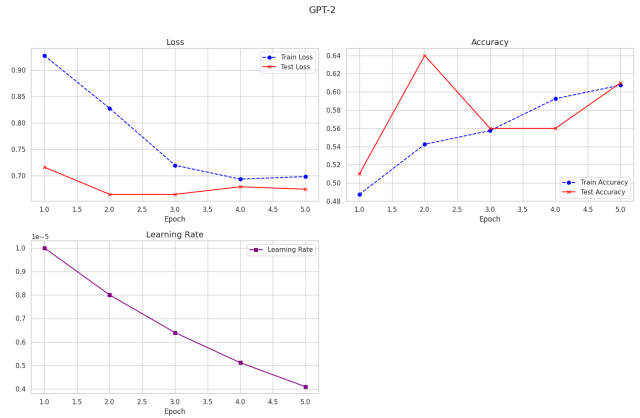 GPT-2
Loss
Train Loss
Test Loss
0.90
0.85
0.80
0.75
0.70
1.0 1.5 2.0 2.5 3.0 3.5 4.0 4.5 5.0
Epoch
Accuracy
0.64
0.62
0.60
0.58
0.56
0.54
0.52
0.50
0.48
Train Accuracy
Test Accuracy
1.0 1.5 2.0 2.5 3.0 3.5 4.0 4.5 5.0
Epoch
1e−5
Learning Rate
Learning Rate
1.0
0.9
0.8
0.7
0.6
0.5
0.4
1.0 1.5 2.0 2.5 3.0 3.5 4.0 4.5 5.0
Epoch